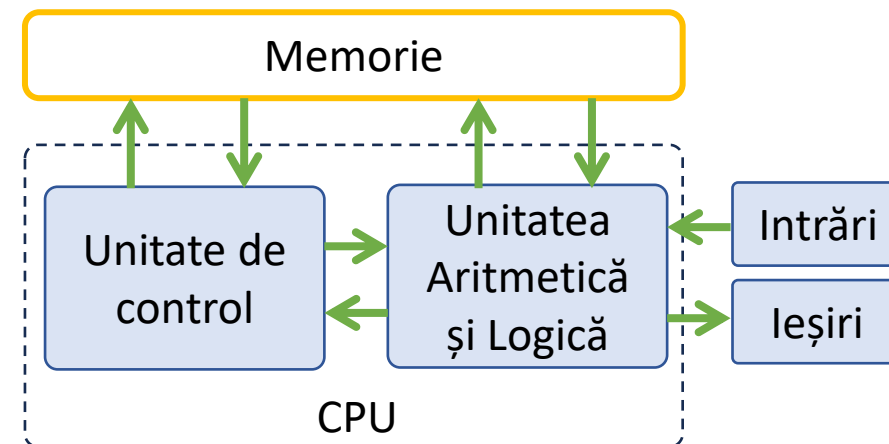 Memorie
Unitate de
control
Unitatea
Aritmetică
și Logică
Intrări
Ieșiri
CPU